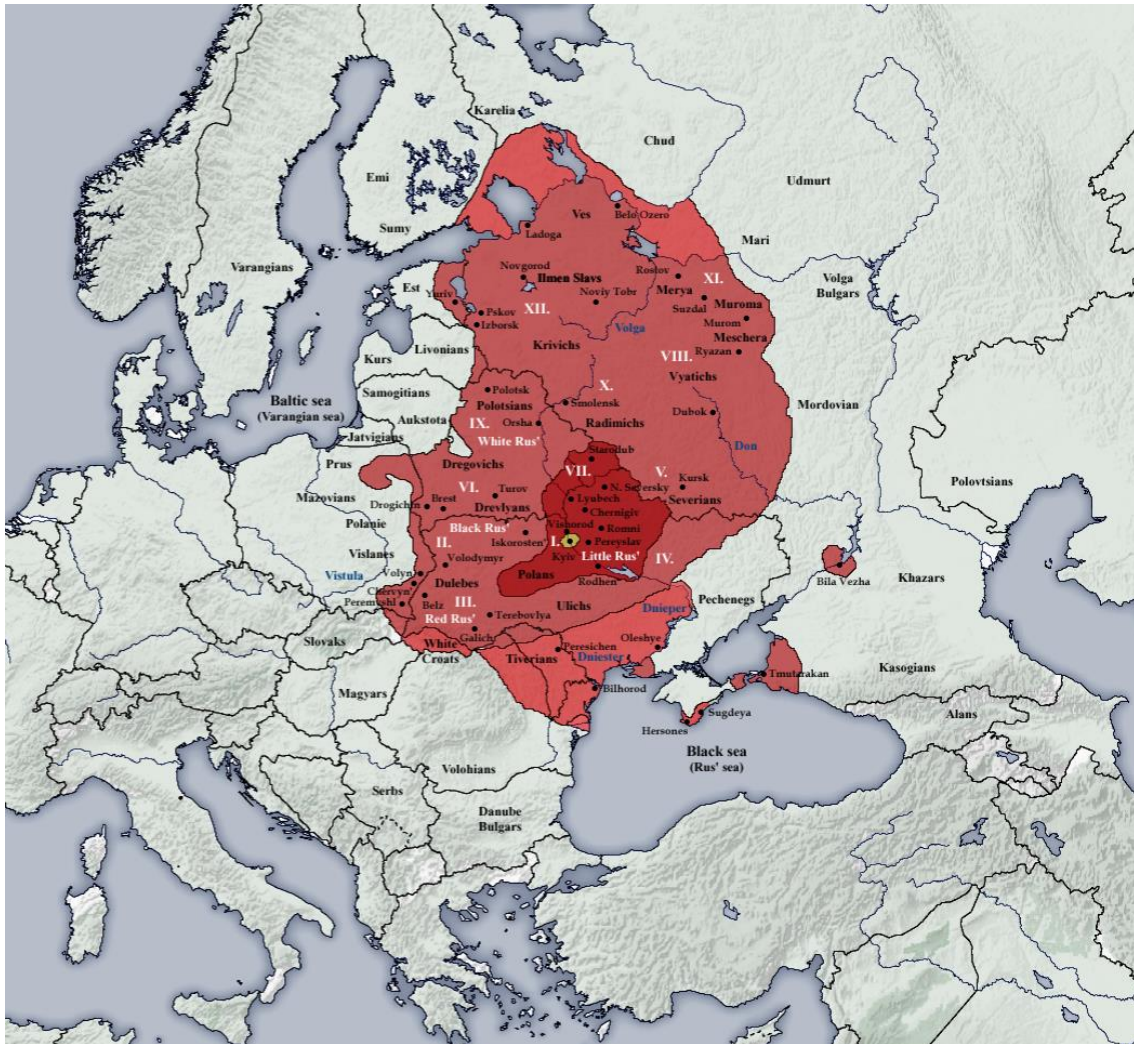 Karelia
Chud
Emi
Udmurt
Ves
Belo Ozero
Sumy
Ladoga
Mari
Varangians
Novgorod
Ilmen Slavs
Rostov
XI.
Volga
Bulgars
Est
Yuriv
Noviy Tobr
Merya
Suzdal
Muroma
Pskov
XII.
Izborsk
Murom
Volga
Meschera
Livonians
Krivichs
Ryazan
Kurs
VIII.
Vyatichs
Samogitians
Polotsk
X.
Baltic sea
(Varangian sea)
Polotsians
Smolensk
Mordovian
Aukstota
Orsha
Radimichs
Dubok
IX.
Jatvigians
White Rus'
Don
Starodub
Prus
Dregovichs
VII.
V.
Kursk
Polovtsians
Mazovians
VI.
Turov
N. Seversky
Severians
Drogichin
Brest
Lyubech
Drevlyans
Chernigiv
Polanie
Black Rus'
Vishorod
Romni
II.
Iskorosten'
I.
Kyiv
Pereyslav
Vislanes
Little Rus'
IV.
Volodymyr
Volyn
Vistula
Polans
Rodhen
Bila Vezha
Khazars
Dulebes
Chervyn'
Belz
Peremyshl
III.
Red Rus'
Terebovlya
Ulichs
Dnieper
Pechenegs
Galich
Slovaks
White
Croats
Peresichen
Oleshye
Tiverians
Dniester
Kasogians
Tmutarakan
Magyars
Bilhorod
Sugdeya
Hersones
Alans
Black sea
(Rus' sea)
Volohians
Serbs
Danube
Bulgars